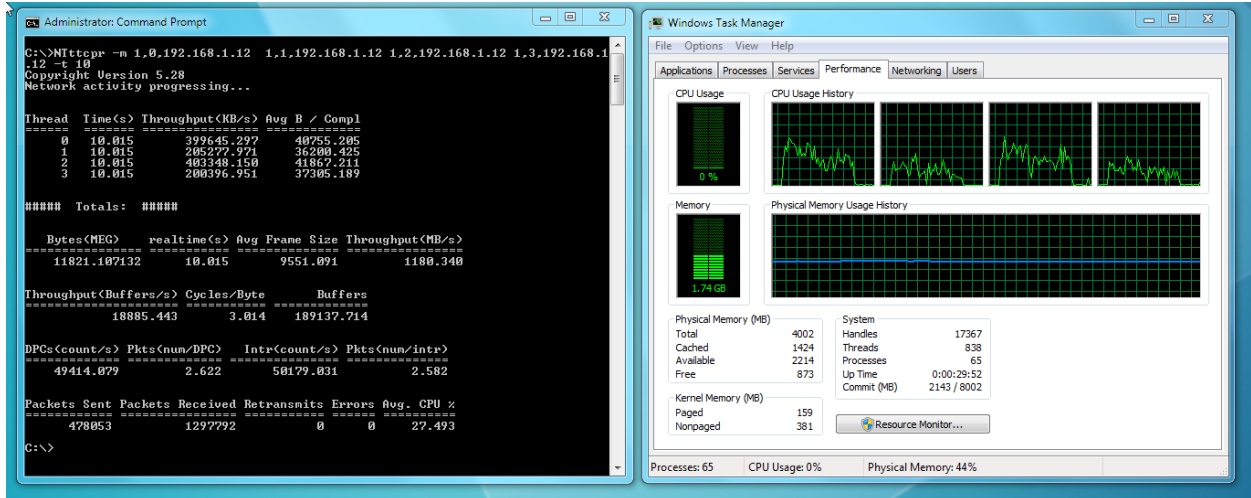 Administrator: Command Prompt
C:\>NTttcpr -m 1,0,192.168.1.12  1,1,192.168.1.12 1,2,192.168.1.12 1,3,192.168.1
.12 -t 10
Copyright Version 5.28
Network activity progressing...
Thread  Time(s) Throughput(KB/s) Avg B / Compl
======  ======= ================ =============
0   10.015       399645.297     40755.205
1   10.015       205277.971     36200.425
2   10.015       403348.150     41867.211
3   10.015       200396.951     37305.189
#####  Totals:  #####
Bytes(MEG)    realtime(s) Avg Frame Size Throughput(MB/s)
================ =========== ============== ================
11821.107132      10.015       9551.091         1180.340
Throughput(Buffers/s) Cycles/Byte       Buffers
===================== =========== =============
18885.443       3.014    189137.714
DPCs(count/s) Pkts(num/DPC)   Intr(count/s) Pkts(num/intr)
============= ============= =============== ==============
49414.079         2.622       50179.031          2.582
Packets Sent Packets Received Retransmits Errors Avg. CPU %
============ ================ =========== ====== ==========
478053          1297792           0      0     27.493
C:\>
Windows Task Manager
File Options View Help
Applications Processes Services Performance Networking Users
CPU Usage CPU Usage History
0 %
Memory Physical Memory Usage History
1.74 GB
Physical Memory (MB)
Total 4002
Cached 1424
Available 2214
Free 873
Kernel Memory (MB)
Paged 159
Nonpaged 381
System
Handles 17367
Threads 838
Processes 65
Up Time 0:00:29:52
Commit (MB) 2143 / 8002
Resource Monitor...
Processes: 65 CPU Usage: 0% Physical Memory: 44%